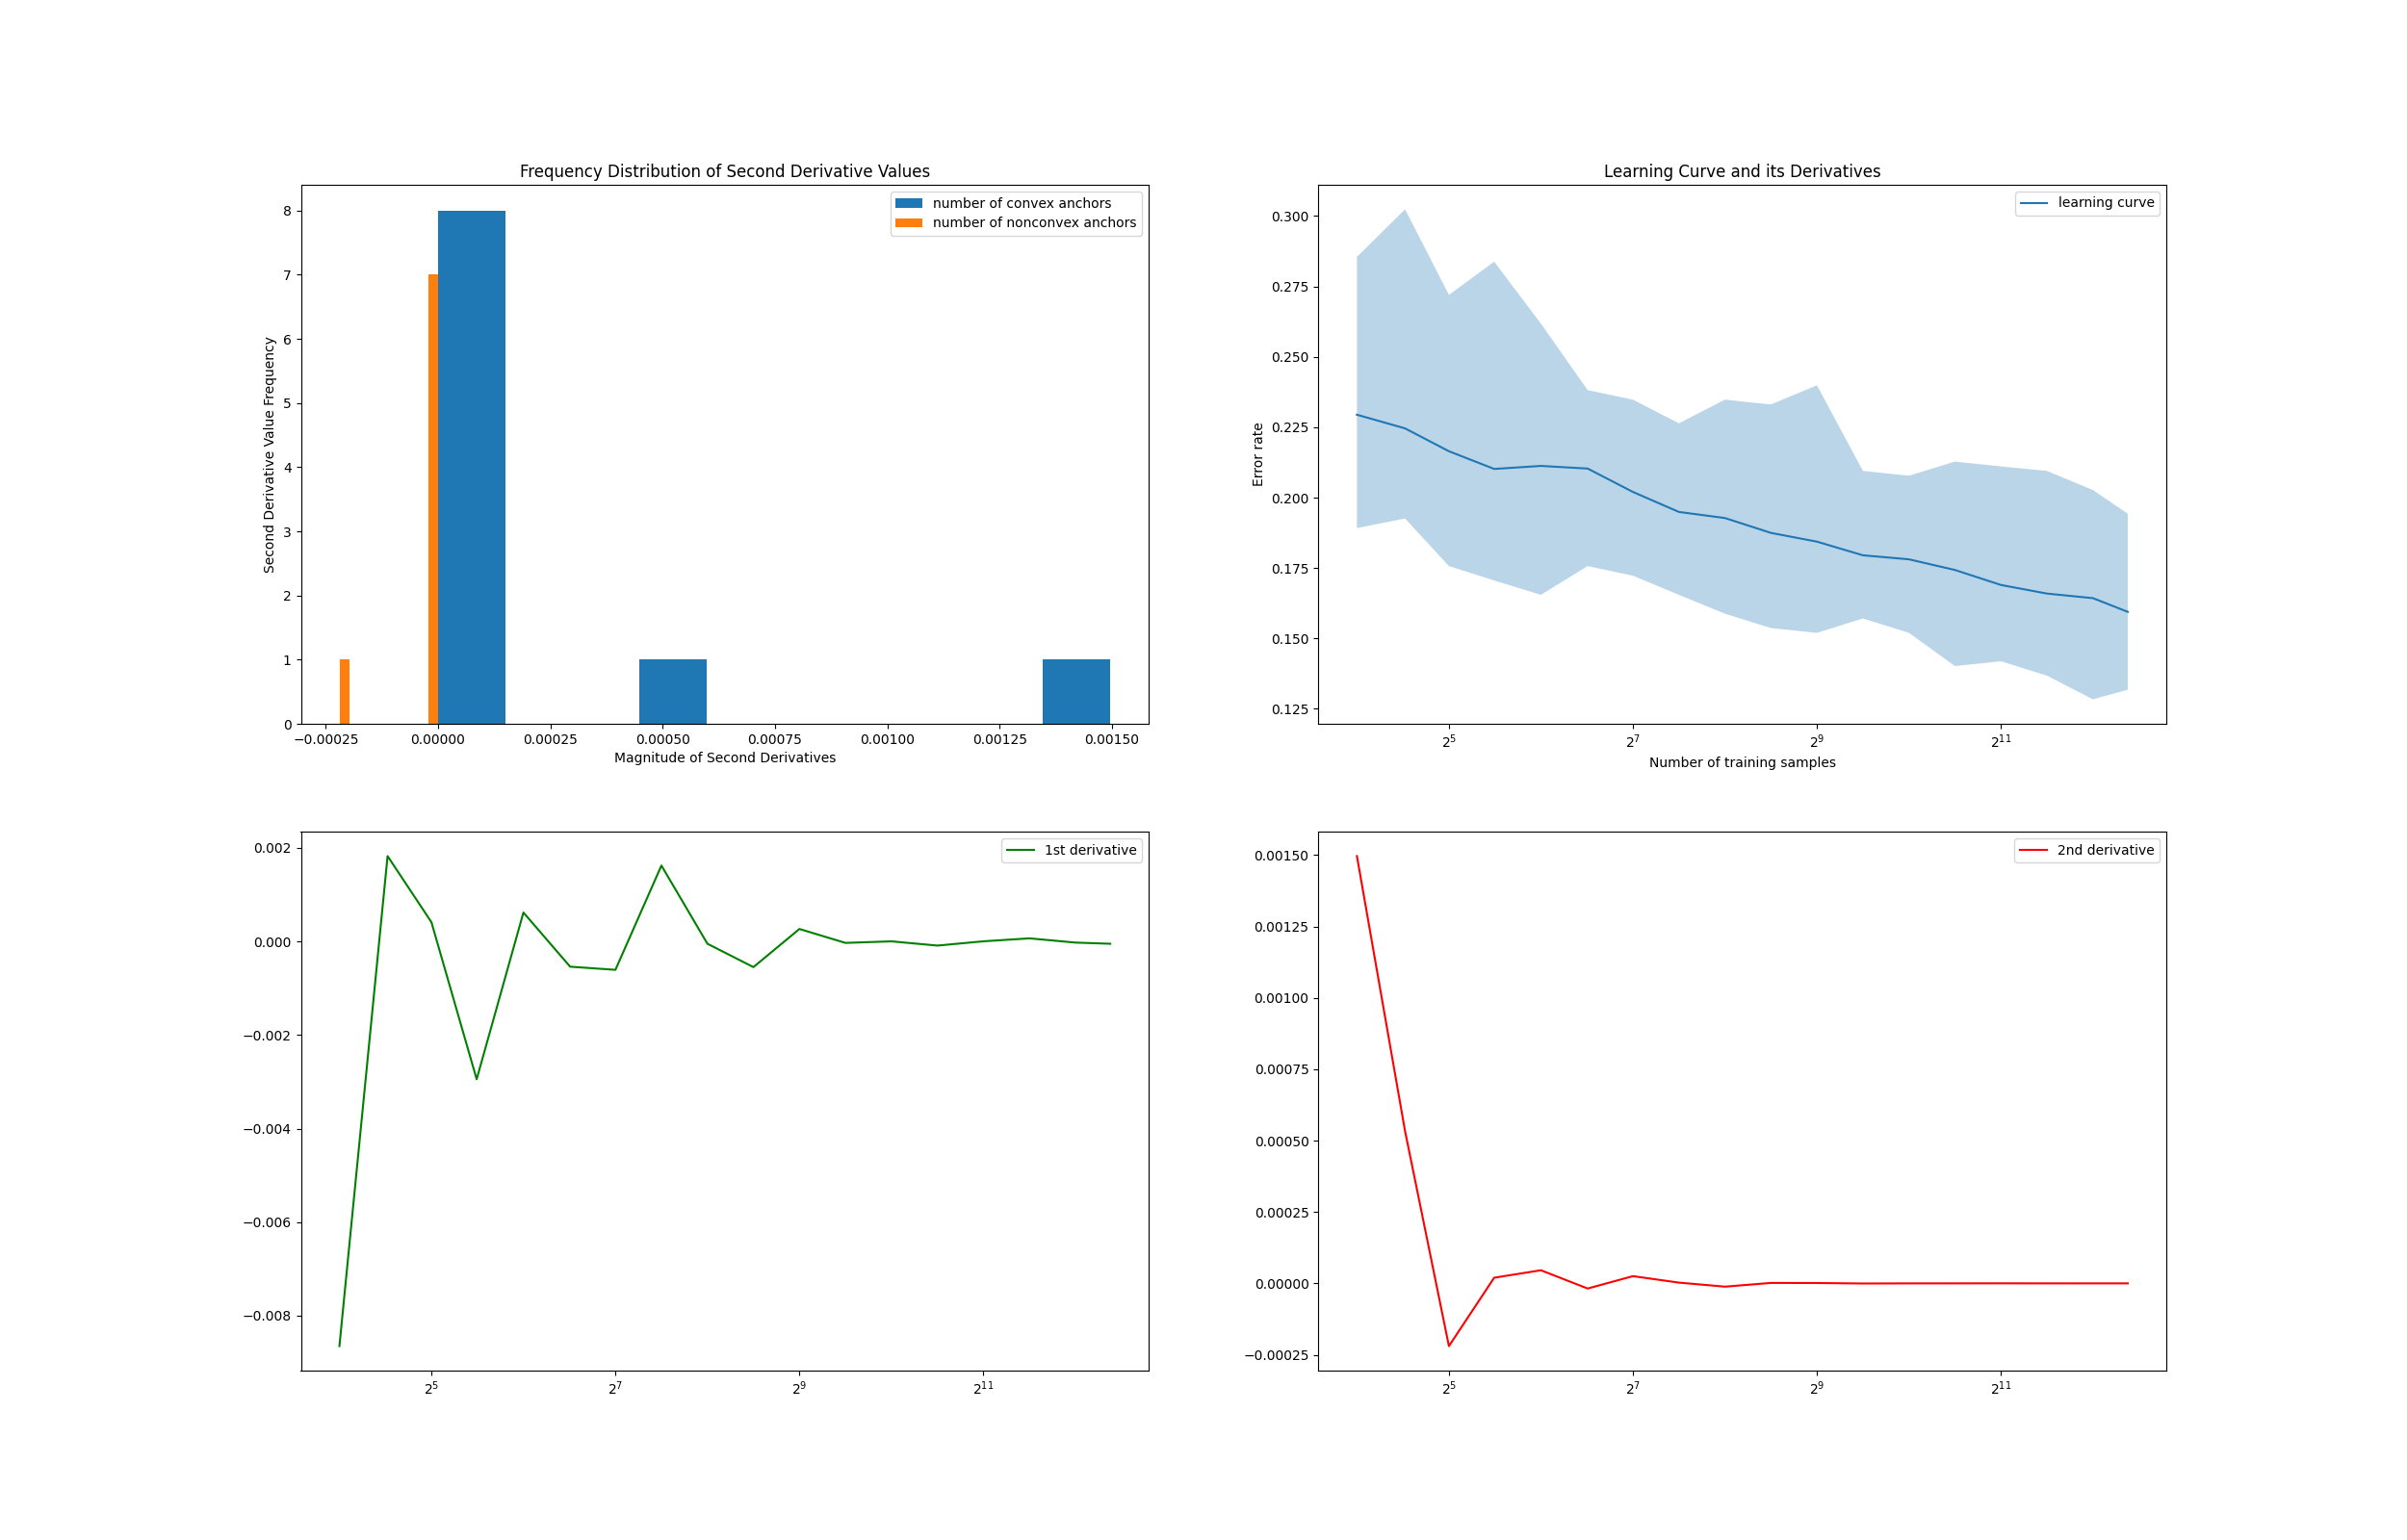 Frequency Distribution of Second Derivative Values
number of convex anchors
number of nonconvex anchors
8
7
6
5
4
3
2
1
0
Second Derivative Value Frequency
−0.00025 0.00000 0.00025 0.00050 0.00075 0.00100 0.00125 0.00150
Magnitude of Second Derivatives
Learning Curve and its Derivatives
learning curve
0.300
0.275
0.250
0.225
0.200
0.175
0.150
0.125
Error rate
2^5 2^7 2^9 2^11
Number of training samples
1st derivative
0.002
0.000
−0.002
−0.004
−0.006
−0.008
2^5 2^7 2^9 2^11
2nd derivative
0.00150
0.00125
0.00100
0.00075
0.00050
0.00025
0.00000
−0.00025
2^5 2^7 2^9 2^11